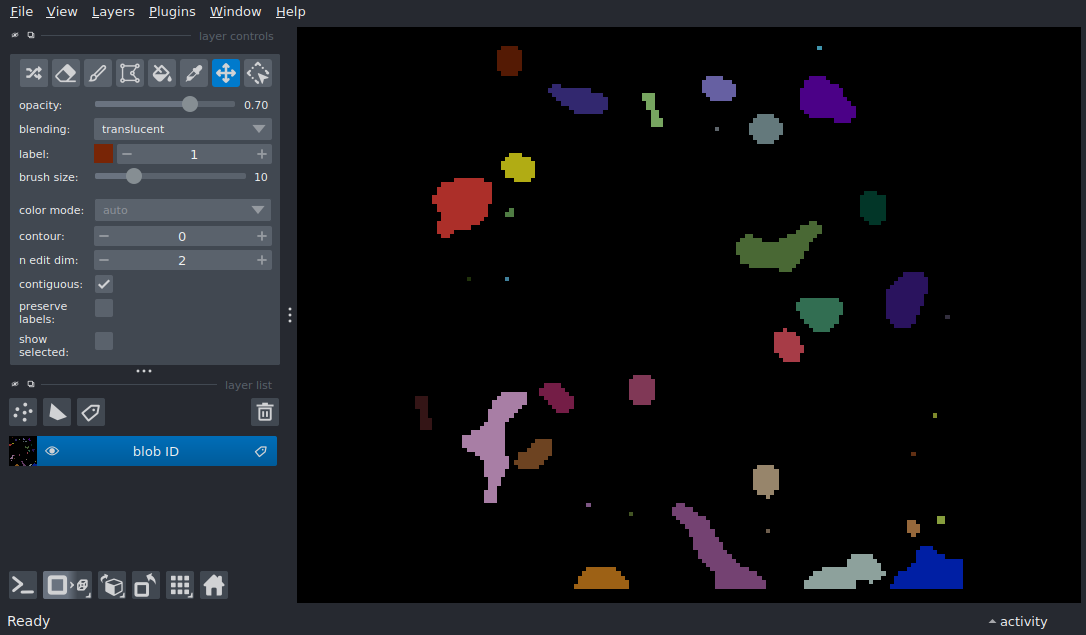 File View Layers Plugins Window Help
layer controls
opacity: 0.70
blending: translucent
label: 1
brush size: 10
color mode: auto
contour: 0
n edit dim: 2
contiguous:
preserve
labels:
show
selected:
layer list
blob ID
Ready
activity